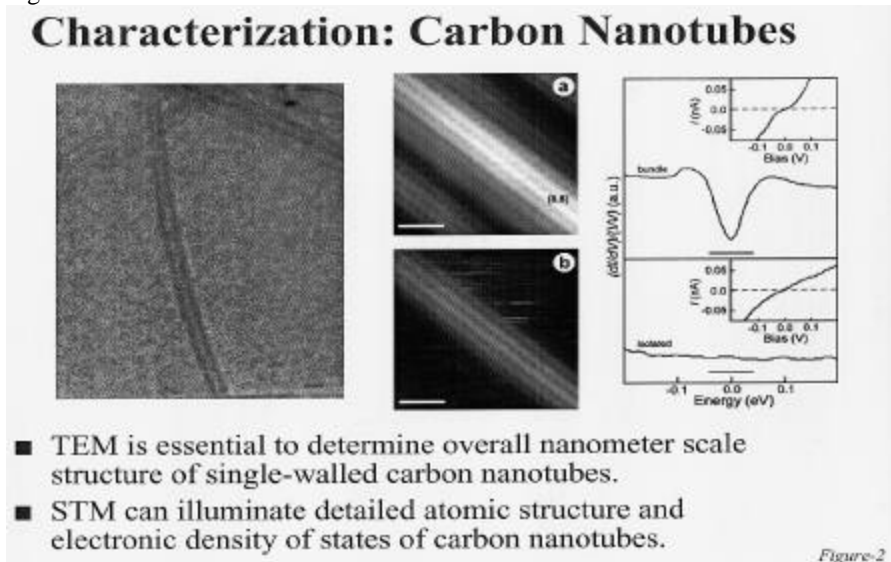 Characterization: Carbon Nanotubes
a
(8,8)
b
0.05
0.0
-0.05
I (nA)
-0.1 0.0 0.1
Bias (V)
bundle
(dI/dV)/(I/V) (a.u.)
0.05
0.0
-0.05
I (nA)
-0.1 0.0 0.1
Bias (V)
isolated
-0.1 0.0 0.1
Energy (eV)
■ TEM is essential to determine overall nanometer scale
structure of single-walled carbon nanotubes.
■ STM can illuminate detailed atomic structure and
electronic density of states of carbon nanotubes.
Figure-2